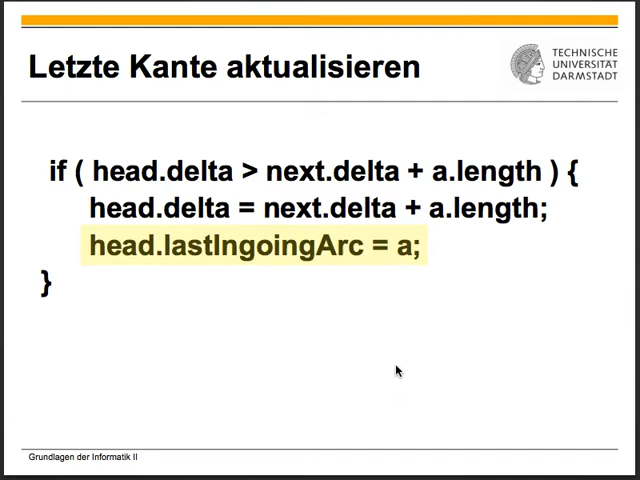 Letzte Kante aktualisieren
TECHNISCHE
UNIVERSITÄT
DARMSTADT
if ( head.delta > next.delta + a.length ) {
head.delta = next.delta + a.length;
head.lastIngoingArc = a;
}
Grundlagen der Informatik II